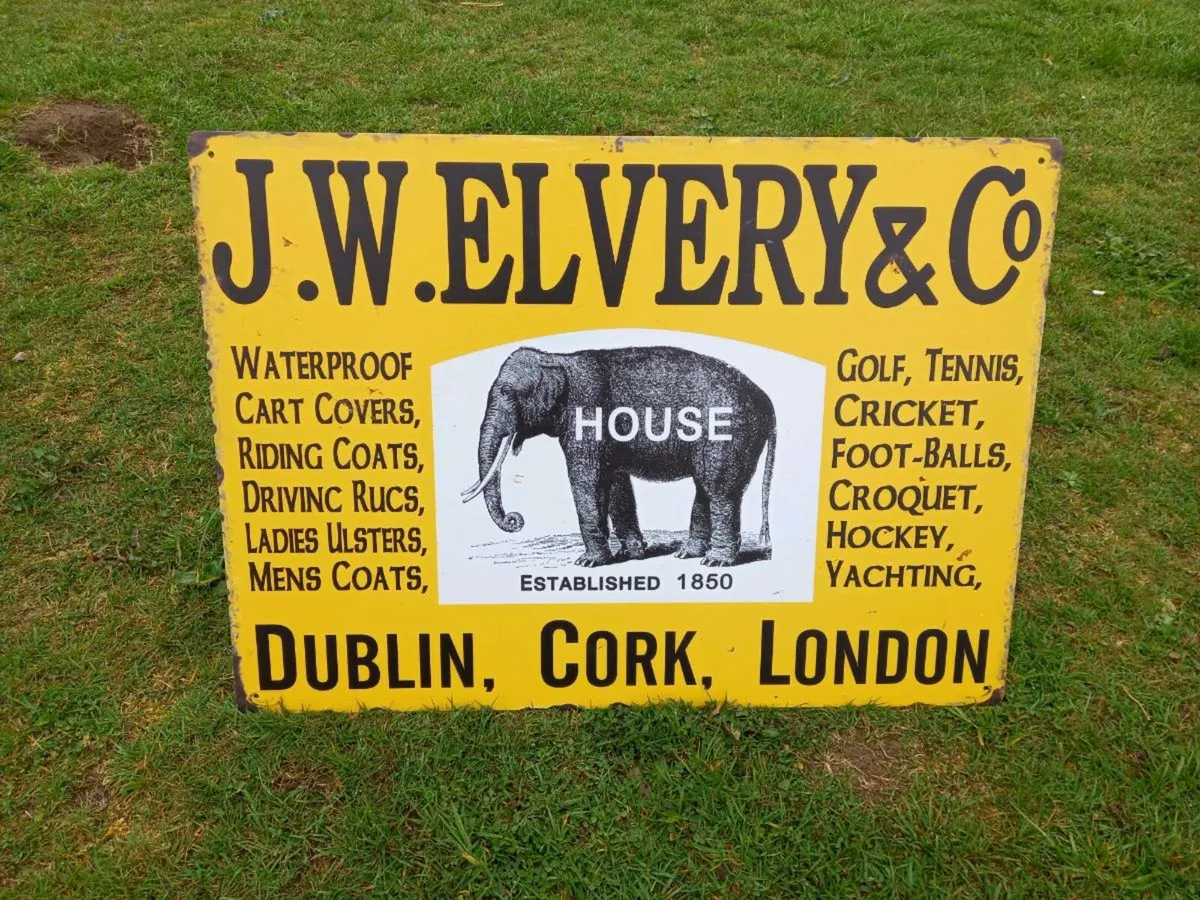 J.W.ELVERY & Co
WATERPROOF
CART COVERS,
RIDING COATS,
DRIVINC RUCS,
LADIES ULSTERS,
MENS COATS,
HOUSE
ESTABLISHED 1850
GOLF, TENNIS,
CRICKET,
FOOT-BALLS,
CROQUET,
HOCKEY,
YACHTING,
DUBLIN, CORK, LONDON